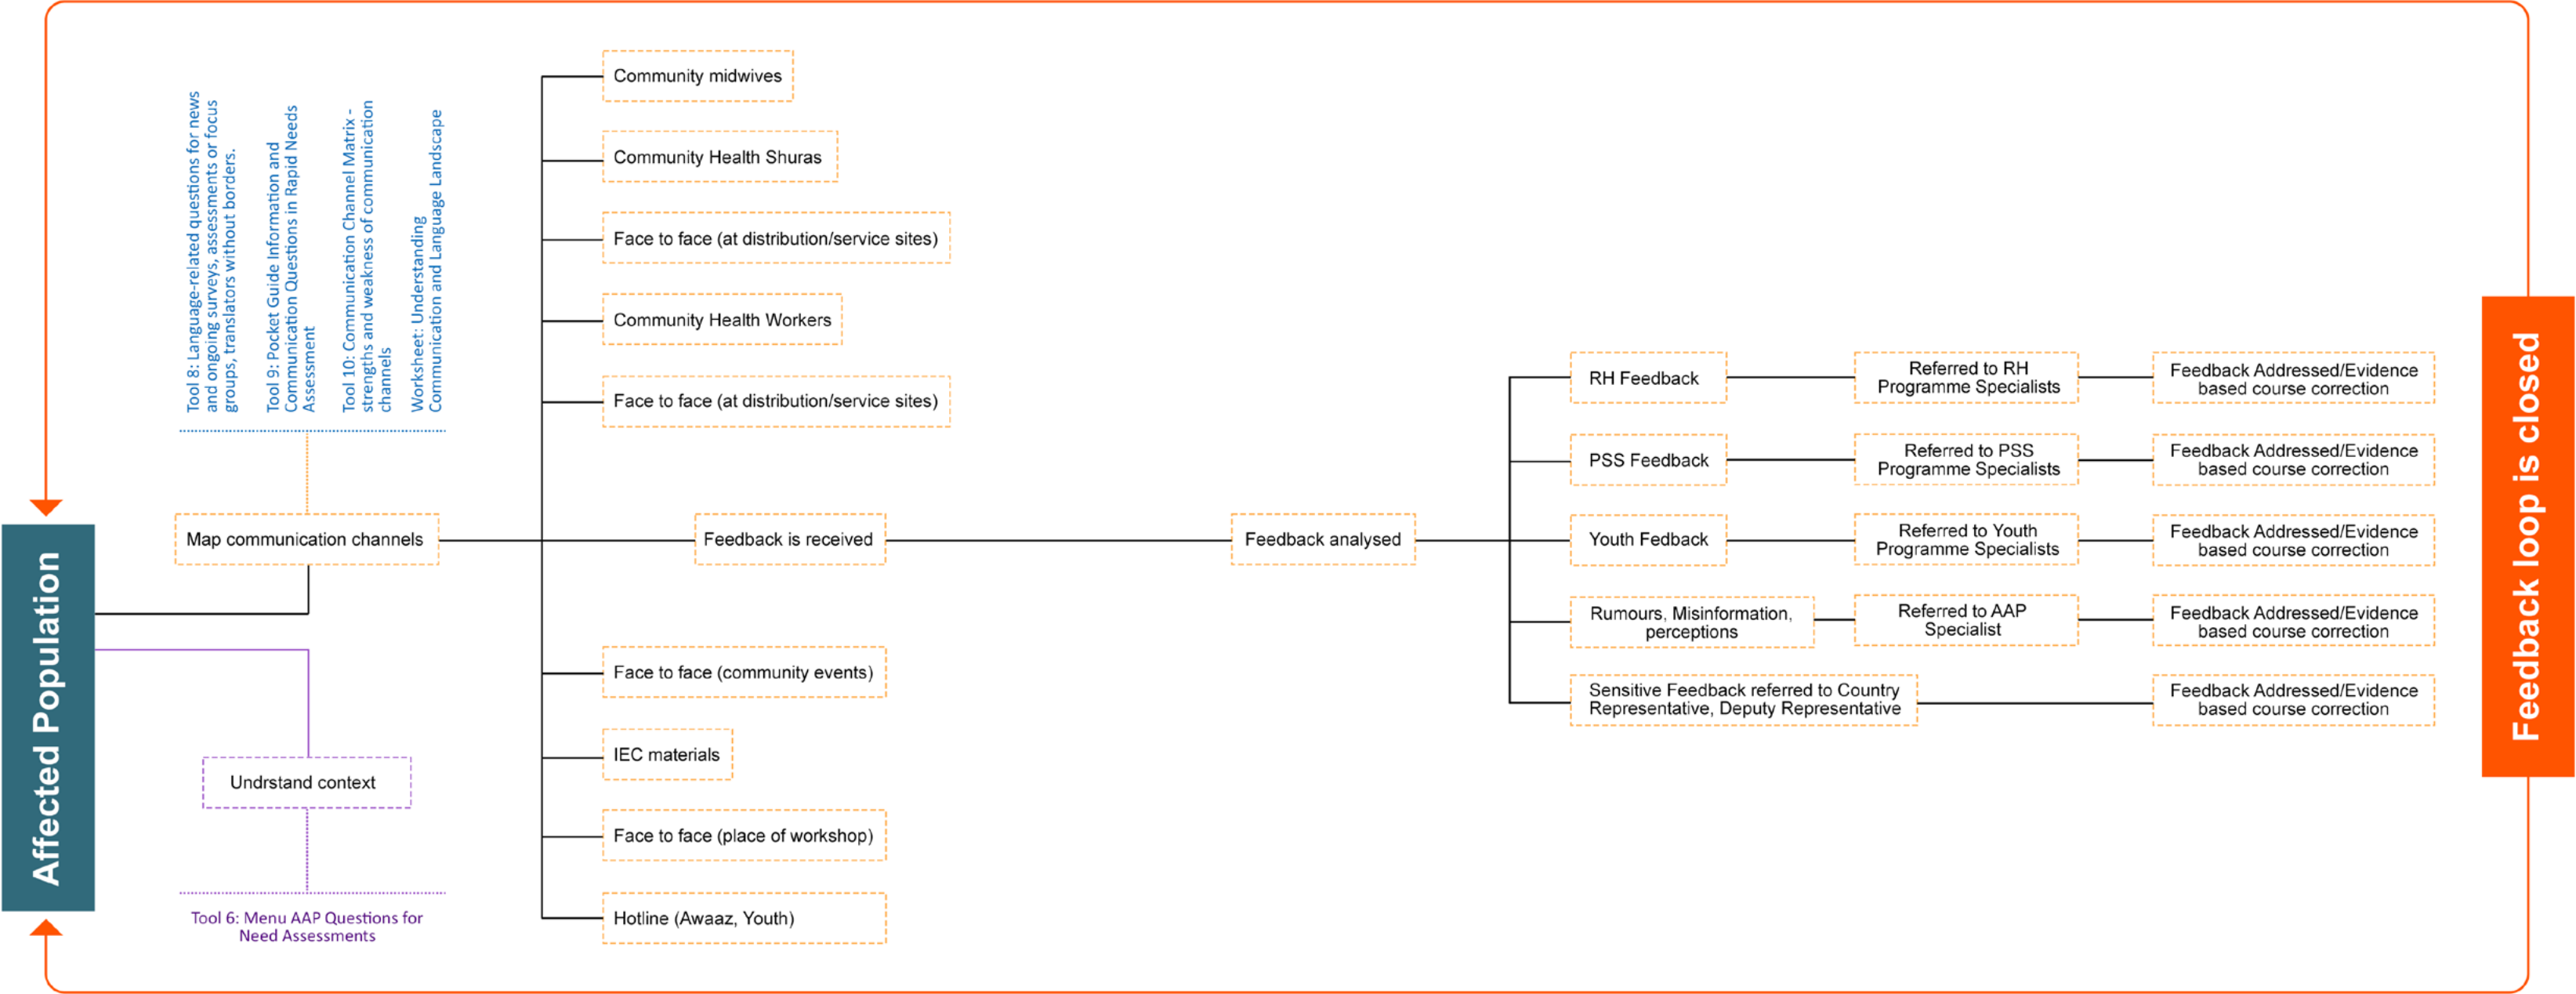 Affected Population
Tool 8: Language-related questions for news
and ongoing surveys, assessments or focus
groups, translators without borders.
Tool 9: Pocket Guide Information and
Communication Questions in Rapid Needs
Assessment
Tool 10: Communication Channel Matrix -
strengths and weakness of communication
channels
Worksheet: Understanding
Communication and Language Landscape
Map communication channels
Undrstand context
Tool 6: Menu AAP Questions for
Need Assessments
Community midwives
Community Health Shuras
Face to face (at distribution/service sites)
Community Health Workers
Face to face (at distribution/service sites)
Feedback is received
Face to face (community events)
IEC materials
Face to face (place of workshop)
Hotline (Awaaz, Youth)
Feedback analysed
RH Feedback
Referred to RH
Programme Specialists
Feedback Addressed/Evidence
based course correction
PSS Feedback
Referred to PSS
Programme Specialists
Feedback Addressed/Evidence
based course correction
Youth Fedback
Referred to Youth
Programme Specialists
Feedback Addressed/Evidence
based course correction
Rumours, Misinformation,
perceptions
Referred to AAP
Specialist
Feedback Addressed/Evidence
based course correction
Sensitive Feedback referred to Country
Representative, Deputy Representative
Feedback Addressed/Evidence
based course correction
Feedback loop is closed